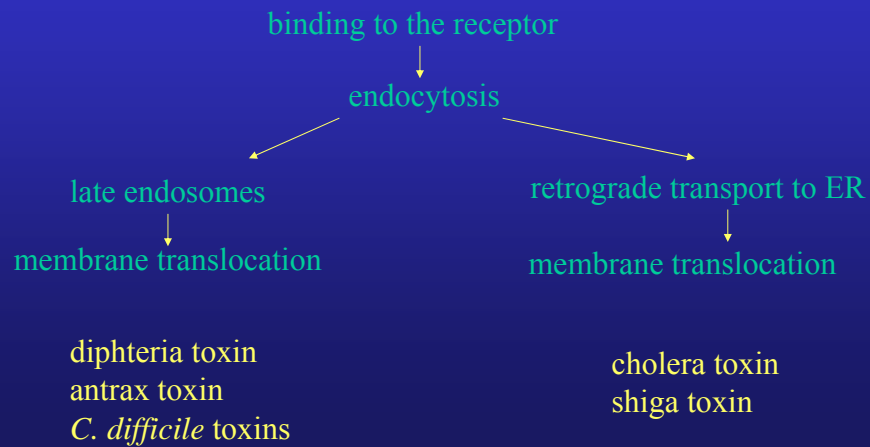 binding to the receptor
endocytosis
late endosomes
membrane translocation
diphteria toxin
antrax toxin
C. difficile toxins
retrograde transport to ER
membrane translocation
cholera toxin
shiga toxin